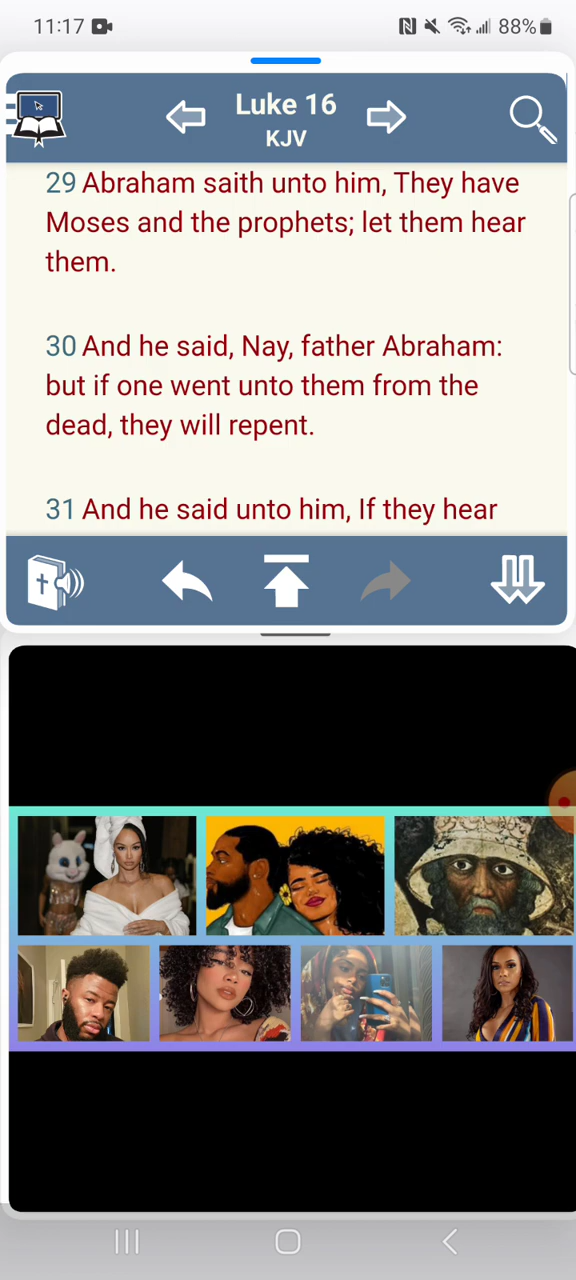 11:17
88%
Luke 16
KJV
29 Abraham saith unto him, They have
Moses and the prophets; let them hear
them.
30 And he said, Nay, father Abraham:
but if one went unto them from the
dead, they will repent.
31 And he said unto him, If they hear